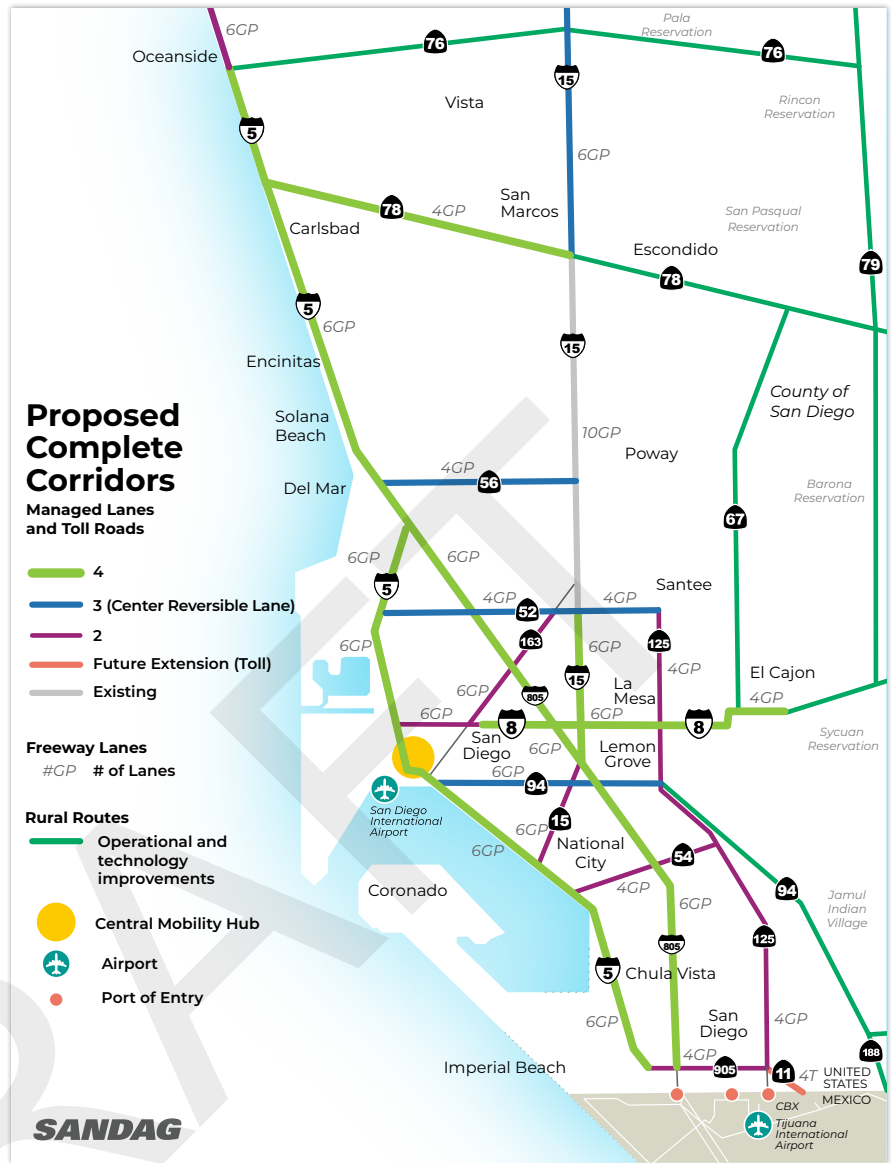 6GP
Pala
Reservation
Oceanside
76
76
15
Vista
Rincon
Reservation
5
6GP
San
Marcos
78
4GP
San Pasqual
Reservation
Carlsbad
Escondido
79
78
5
6GP
15
Encinitas
County of
San Diego
Proposed
Complete
Corridors
Solana
Beach
10GP
Poway
4GP
56
Del Mar
Barona
Reservation
Managed Lanes
and Toll Roads
67
4
3 (Center Reversible Lane)
2
Future Extension (Toll)
Existing
6GP
6GP
5
Santee
4GP
52
4GP
163
125
6GP
6GP
4GP
15
La
Mesa
El Cajon
805
6GP
4GP
6GP
8
6GP
8
San
Diego
6GP
Lemon
Grove
Sycuan
Reservation
Freeway Lanes
#GP # of Lanes
6GP
94
San Diego
International
Airport
15
6GP
Rural Routes
Operational and
technology
improvements
6GP
National
City
54
4GP
Coronado
94
6GP
Jamul
Indian
Village
Central Mobility Hub
805
125
Airport
5
Chula Vista
Port of Entry
6GP
San
Diego
4GP
4GP
188
Imperial Beach
905
11
4T
UNITED
STATES
MEXICO
CBX
Tijuana
International
Airport
SANDAG
DRAFT